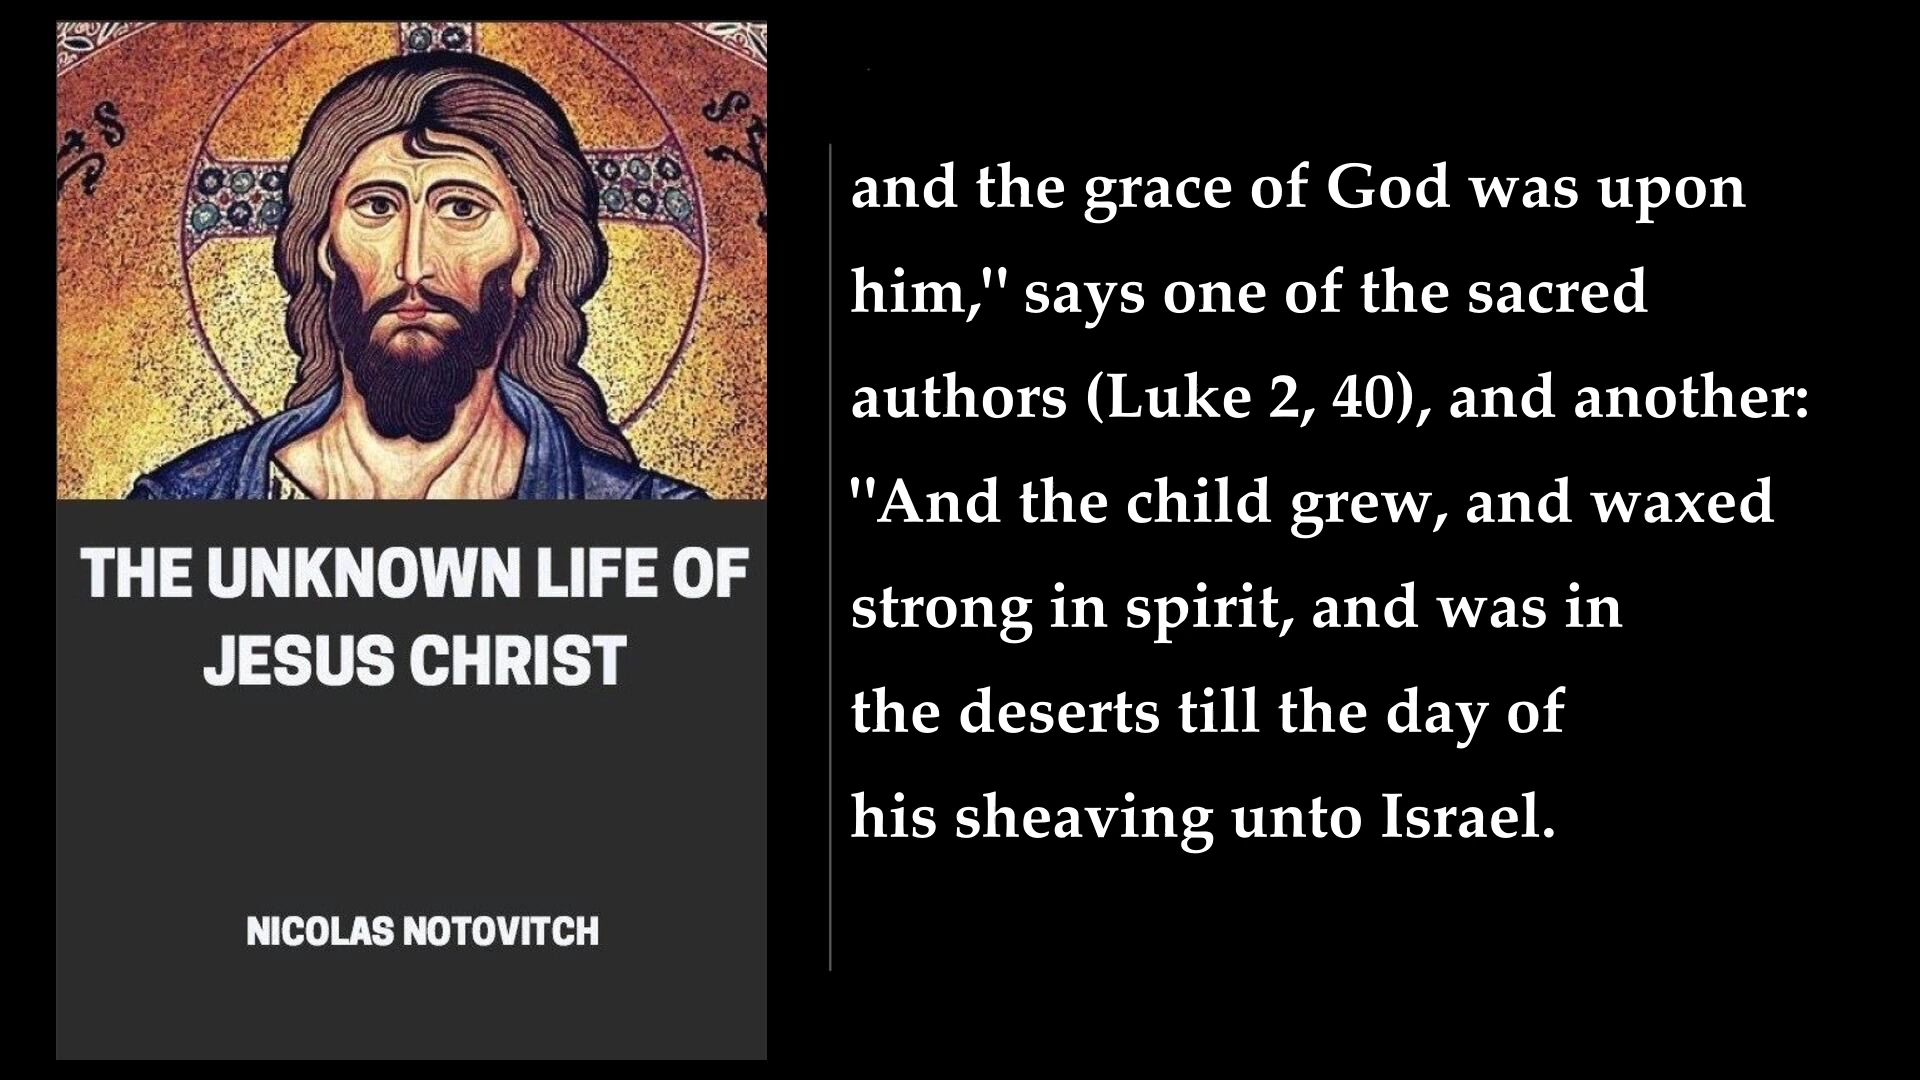 THE UNKNOWN LIFE OF
JESUS CHRIST
NICOLAS NOTOVITCH
and the grace of God was upon
him," says one of the sacred
authors (Luke 2, 40), and another:
"And the child grew, and waxed
strong in spirit, and was in
the deserts till the day of
his sheaving unto Israel.